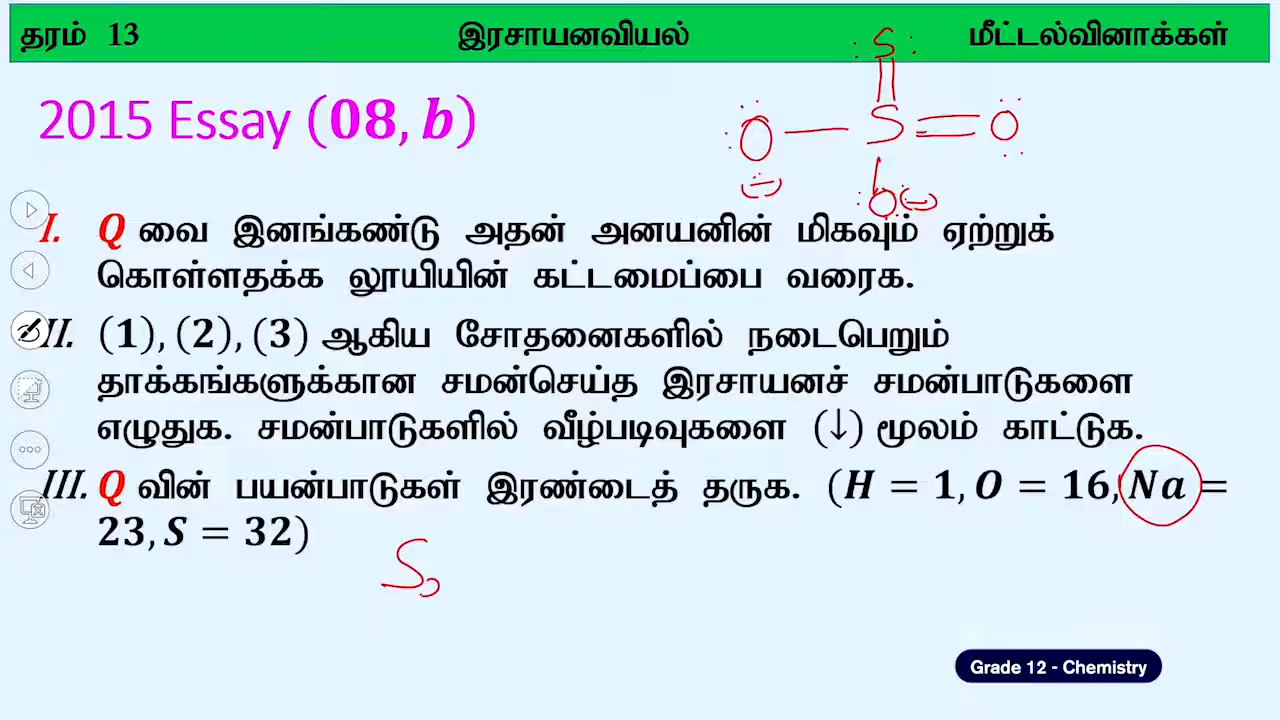 தரம் 13 இரசாயனவியல் மீட்டல்வினாக்கள்
2015 Essay (08, b)
:S:
O — S = O
(−) O (−)
I. Q வை இனங்கண்டு அதன் அனயனின் மிகவும் ஏற்றுக்
கொள்ளதக்க லூயியின் கட்டமைப்பை வரைக.
II. (1), (2), (3) ஆகிய சோதனைகளில் நடைபெறும்
தாக்கங்களுக்கான சமன்செய்த இரசாயனச் சமன்பாடுகளை
எழுதுக. சமன்பாடுகளில் வீழ்படிவுகளை (↓) மூலம் காட்டுக.
III. Q வின் பயன்பாடுகள் இரண்டைத் தருக. (H = 1, O = 16, Na =
23, S = 32)
S₂
Grade 12 - Chemistry